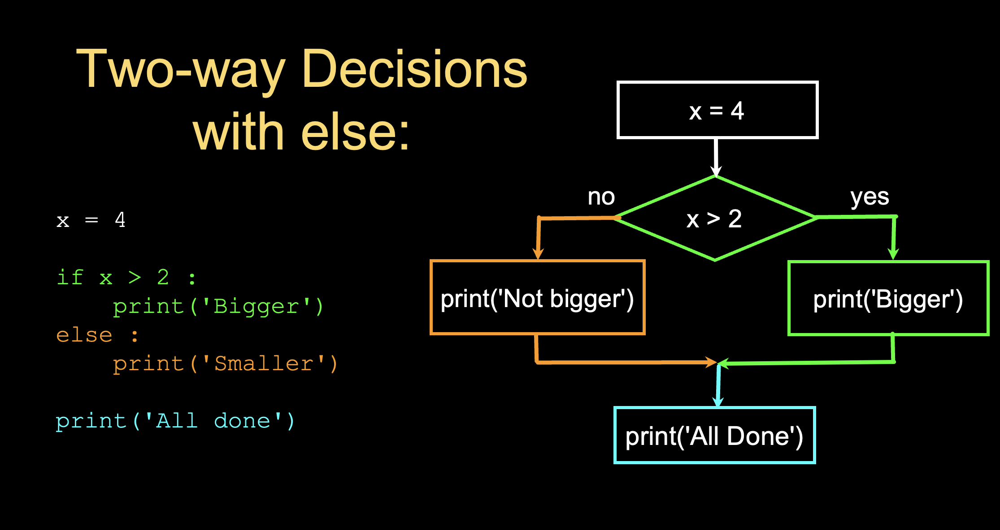 Two-way Decisions
with else:
x = 4
if x > 2 :
print('Bigger')
else :
print('Smaller')
print('All done')
x = 4
no
yes
x > 2
print('Not bigger')
print('Bigger')
print('All Done')